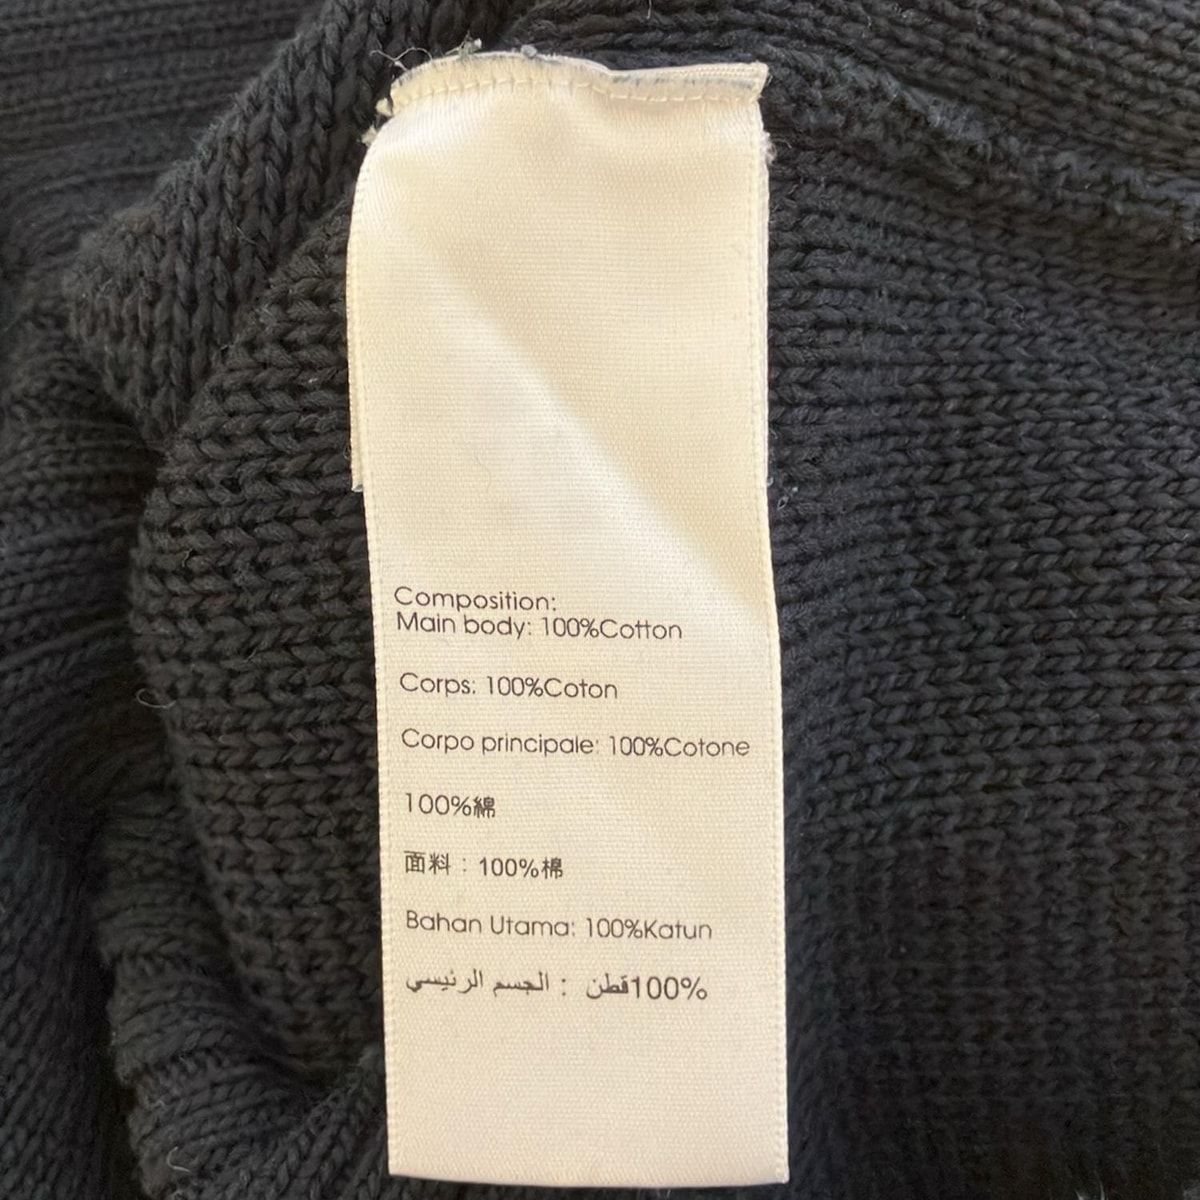 Composition:
Main body: 100%Cotton
Corps: 100%Coton
Corpo principale: 100%Cotone
100%綿
面料：100%棉
Bahan Utama: 100%Katun
الجسم الرئيسي : قطن100%